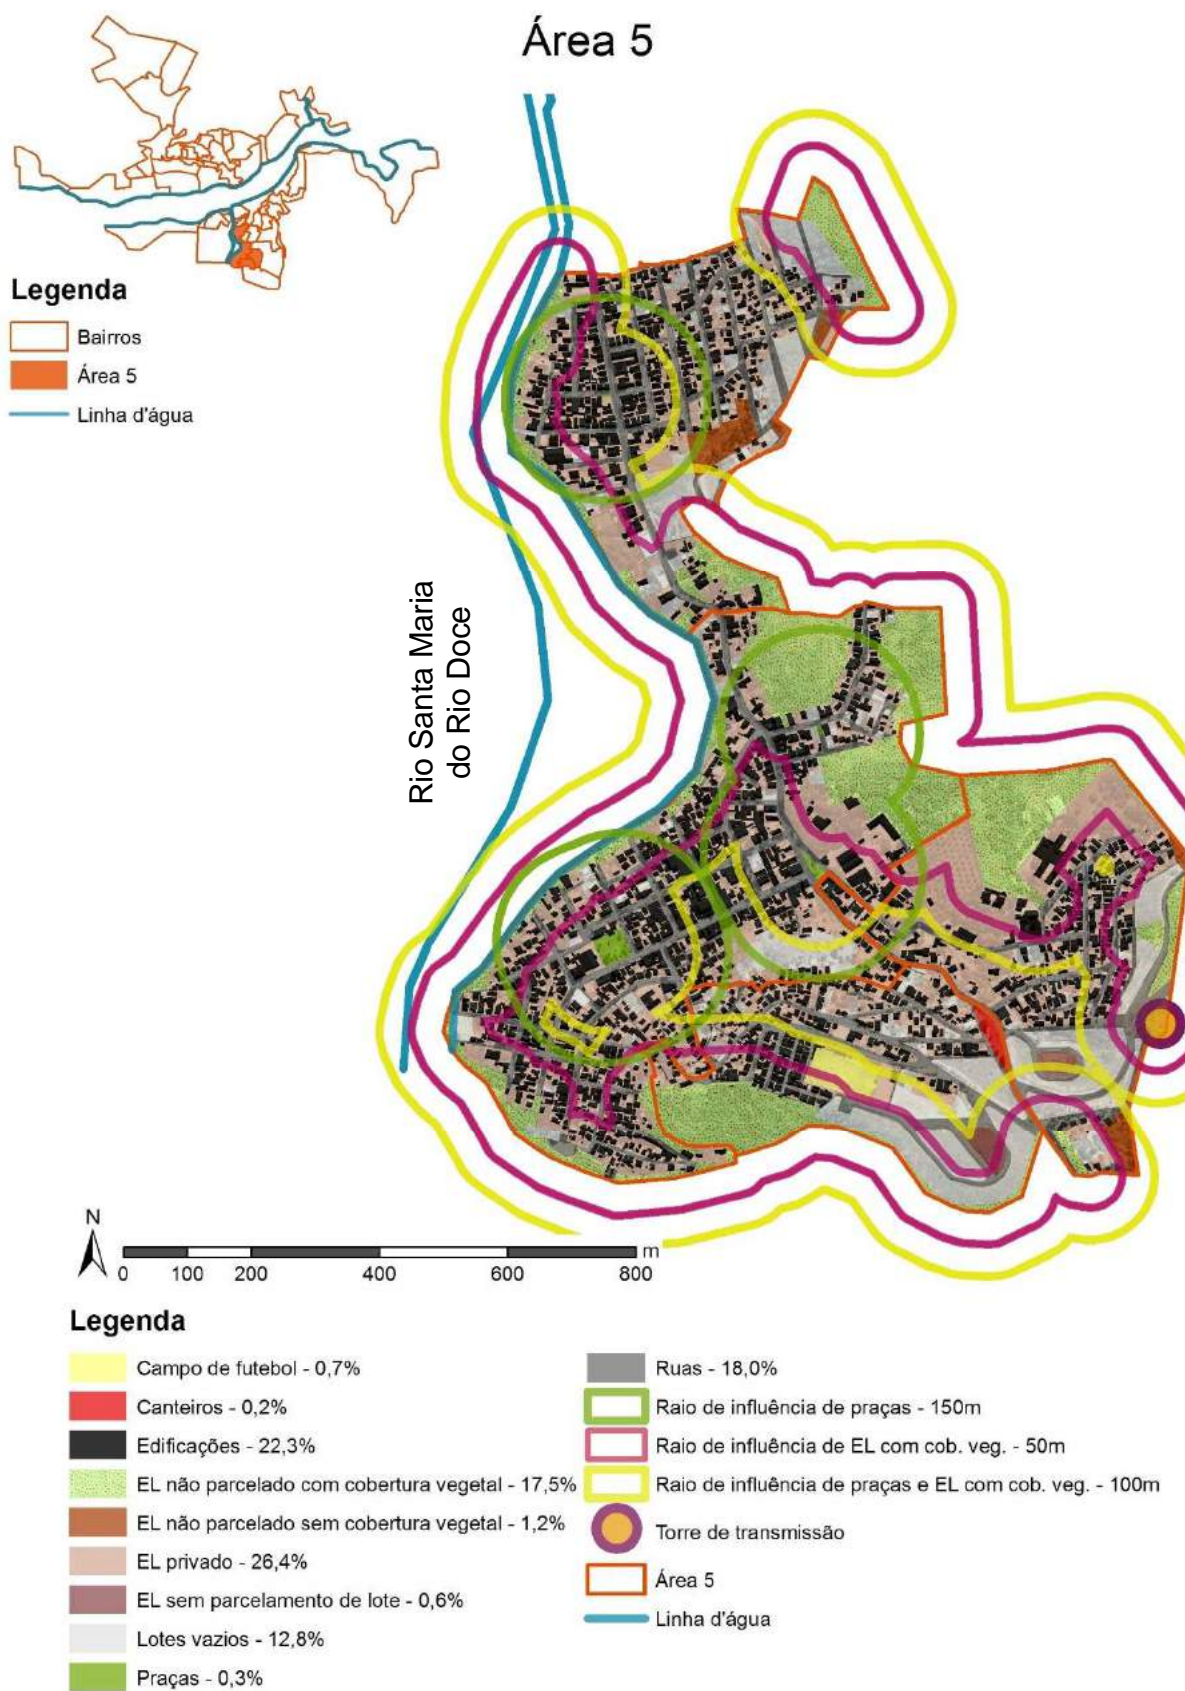 Área 5
Legenda
Bairros
Área 5
Linha d'água
Rio Santa Maria
do Rio Doce
N
m
0 100 200 400 600 800
Legenda
Campo de futebol - 0,7%
Canteiros - 0,2%
Edificações - 22,3%
EL não parcelado com cobertura vegetal - 17,5%
EL não parcelado sem cobertura vegetal - 1,2%
EL privado - 26,4%
EL sem parcelamento de lote - 0,6%
Lotes vazios - 12,8%
Praças - 0,3%
Ruas - 18,0%
Raio de influência de praças - 150m
Raio de influência de EL com cob. veg. - 50m
Raio de influência de praças e EL com cob. veg. - 100m
Torre de transmissão
Área 5
Linha d'água